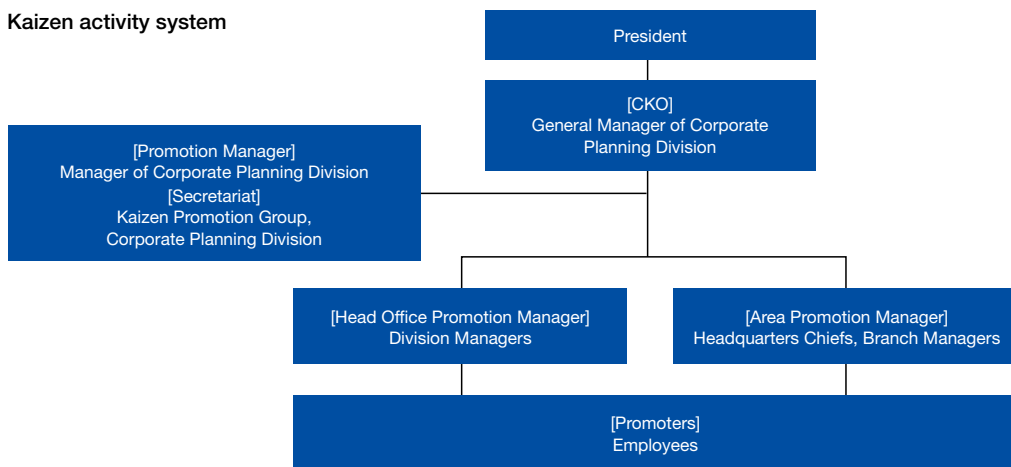 Kaizen activity system
President
[CKO]
General Manager of Corporate
Planning Division
[Promotion Manager]
Manager of Corporate Planning Division
[Secretariat]
Kaizen Promotion Group,
Corporate Planning Division
[Head Office Promotion Manager]
Division Managers
[Area Promotion Manager]
Headquarters Chiefs, Branch Managers
[Promoters]
Employees